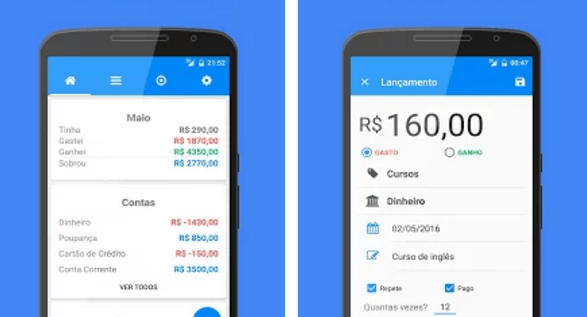 21:52
Maio
Tinha R$ 290,00
Gastei R$ 1870,00
Ganhei R$ 4350,00
Sobrou R$ 2770,00
Contas
Dinheiro R$ -1430,00
Poupança R$ 850,00
Cartão de Crédito R$ -150,00
Conta Corrente R$ 3500,00
VER TODOS
00:47
Lançamento
R$ 160,00
GASTO GANHO
Cursos
Dinheiro
02/05/2016
Curso de inglês
Repete Pago
Quantas vezes? 12